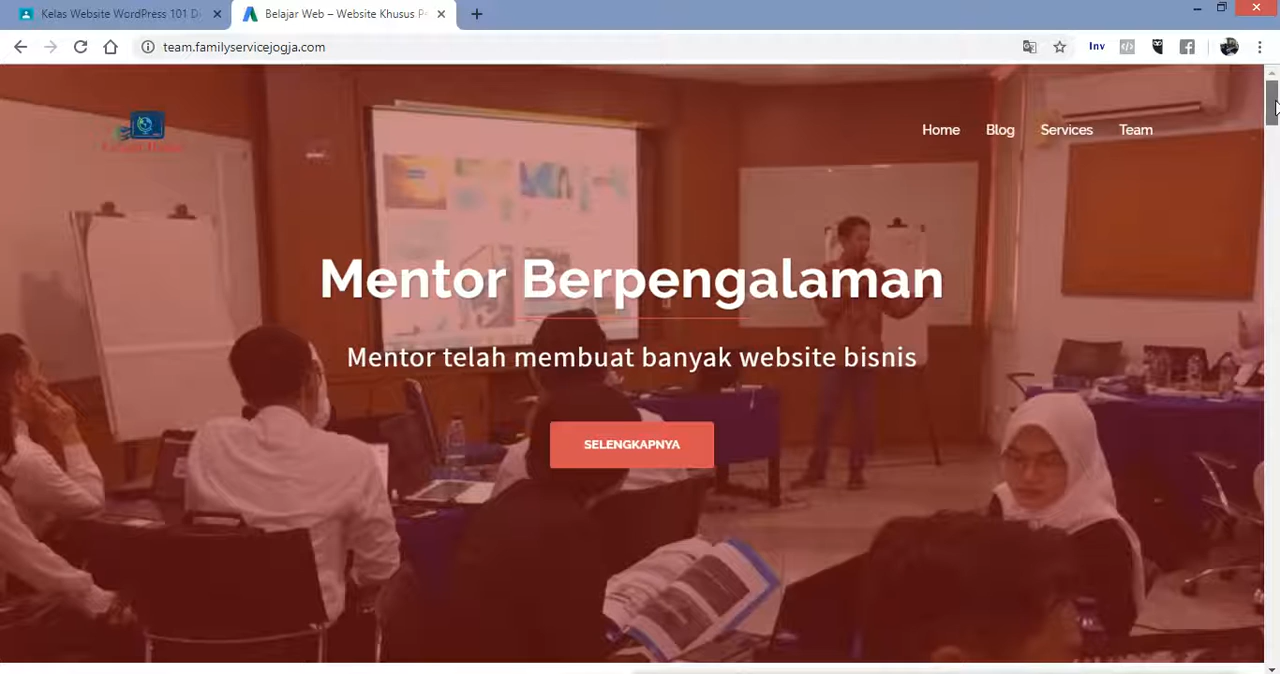 Kelas Website WordPress 101 D
Belajar Web – Website Khusus P
team.familyservicejogja.com
Inv
Home
Blog
Services
Team
Mentor Berpengalaman
Mentor telah membuat banyak website bisnis
SELENGKAPNYA